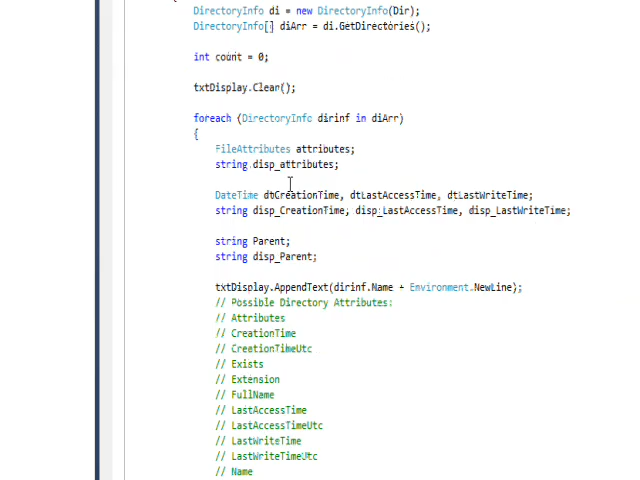 DirectoryInfo di = new DirectoryInfo(Dir);
DirectoryInfo[] diArr = di.GetDirectories();
int count = 0;
txtDisplay.Clear();
foreach (DirectoryInfo dirinf in diArr)
{
FileAttributes attributes;
string disp_attributes;
DateTime dtCreationTime, dtLastAccessTime, dtLastWriteTime;
string disp_CreationTime, disp_LastAccessTime, disp_LastWriteTime;
string Parent;
string disp_Parent;
txtDisplay.AppendText(dirinf.Name + Environment.NewLine);
// Possible Directory Attributes:
// Attributes
// CreationTime
// CreationTimeUtc
// Exists
// Extension
// FullName
// LastAccessTime
// LastAccessTimeUtc
// LastWriteTime
// LastWriteTimeUtc
// Name